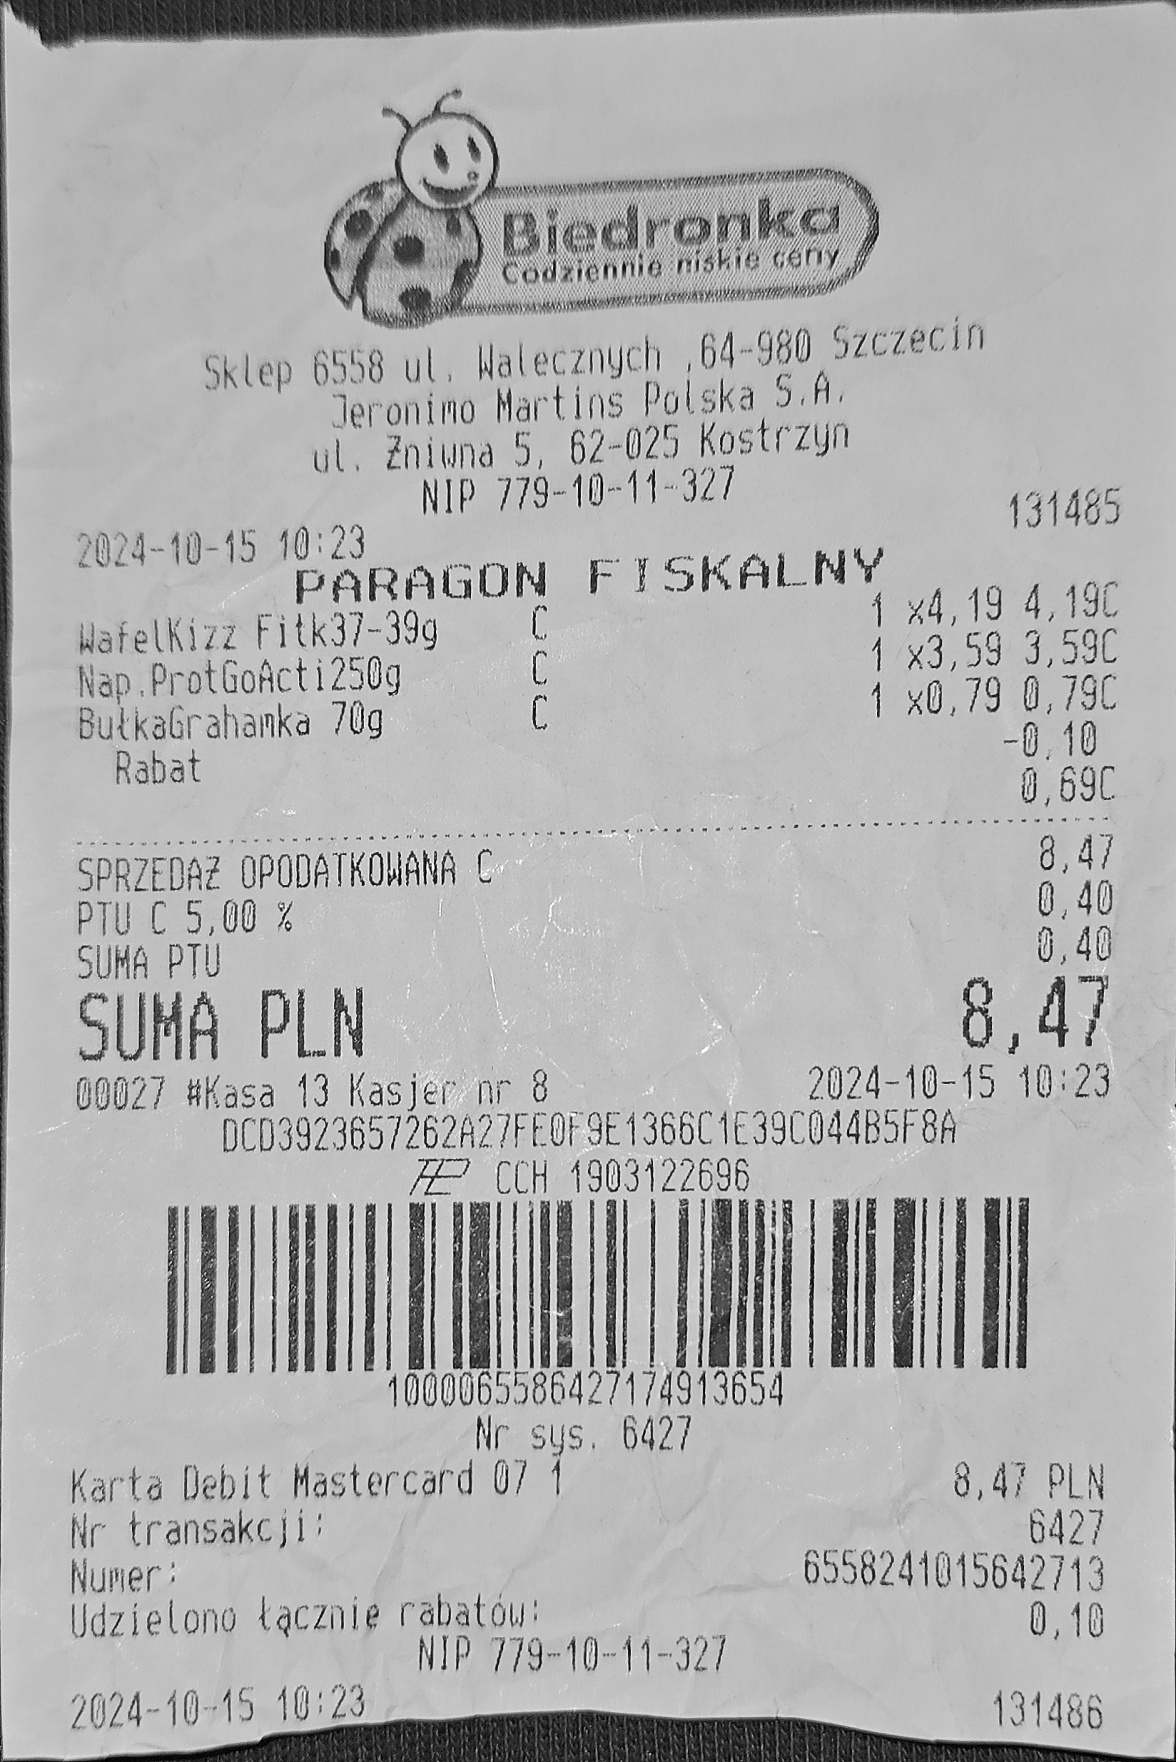 Biedronka
Codziennie niskie ceny
Sklep 6558 ul. Walecznych ,64-980 Szczecin
Jeronimo Martins Polska S.A.
ul. Żniwna 5, 62-025 Kostrzyn
NIP 779-10-11-327
2024-10-15 10:23 131485
PARAGON FISKALNY
WafelKizz Fitk37-39g C 1 x4,19 4,19C
Nap.ProtGoActi250g C 1 x3,59 3,59C
BułkaGrahamka 70g C 1 x0,79 0,79C
Rabat -0,10
0,69C
SPRZEDAŻ OPODATKOWANA C 8,47
PTU C 5,00 % 0,40
SUMA PTU 0,40
SUMA PLN 8,47
00027 #Kasa 13 Kasjer nr 8 2024-10-15 10:23
DCD3923657262A27FE0F9E1366C1E39C044B5F8A
CCH 1903122696
1000065586427174913654
Nr sys. 6427
Karta Debit Mastercard 07 1 8,47 PLN
Nr transakcji: 6427
Numer: 6558241015642713
Udzielono łącznie rabatów: 0,10
NIP 779-10-11-327
2024-10-15 10:23 131486